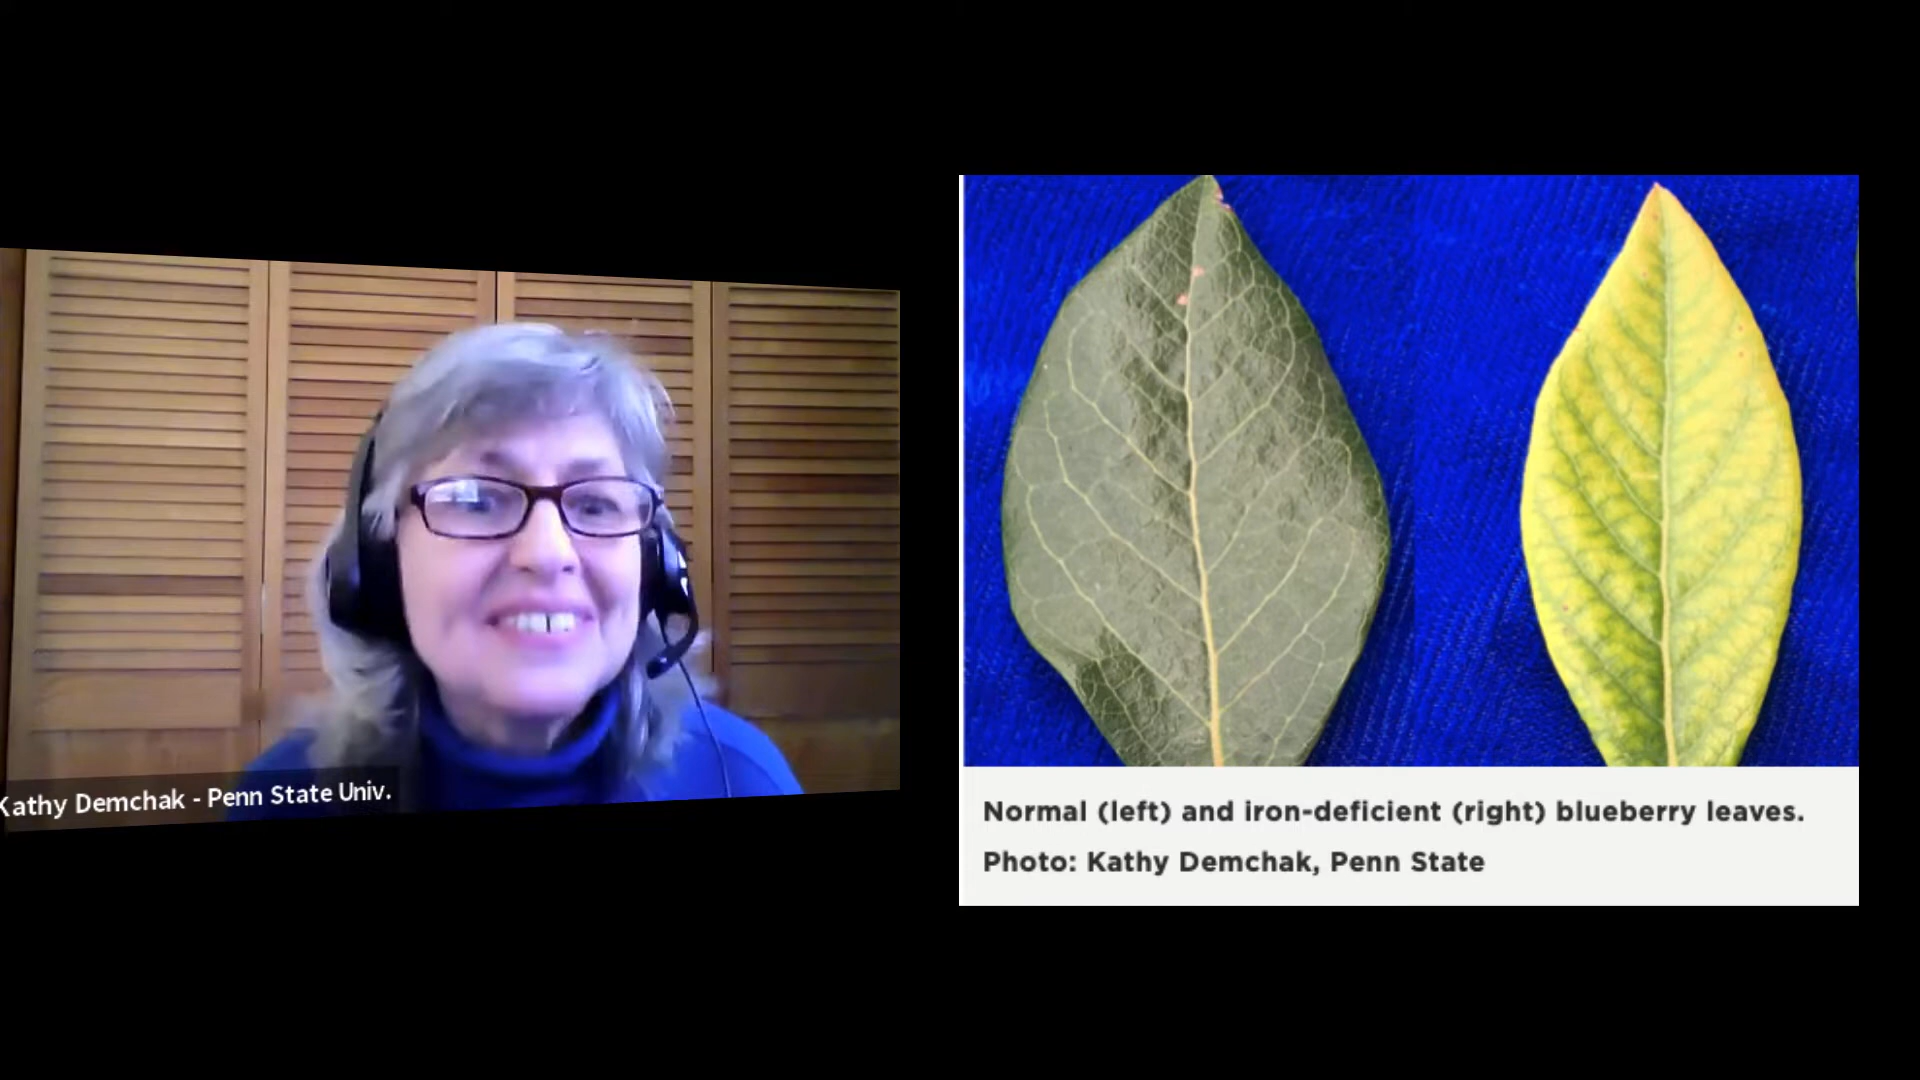 Kathy Demchak - Penn State Univ.
Normal (left) and iron-deficient (right) blueberry leaves.
Photo: Kathy Demchak, Penn State